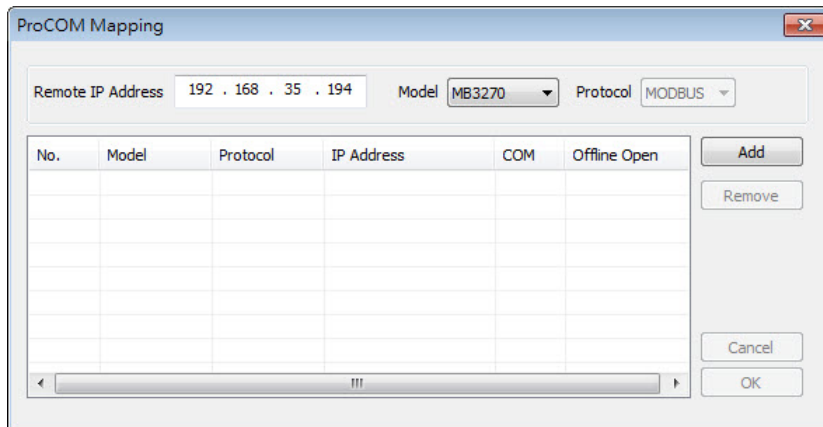 ProCOM Mapping
Remote IP Address 192 . 168 . 35 . 194 Model MB3270 Protocol MODBUS
No. Model Protocol IP Address COM Offline Open
Add
Remove
Cancel
OK